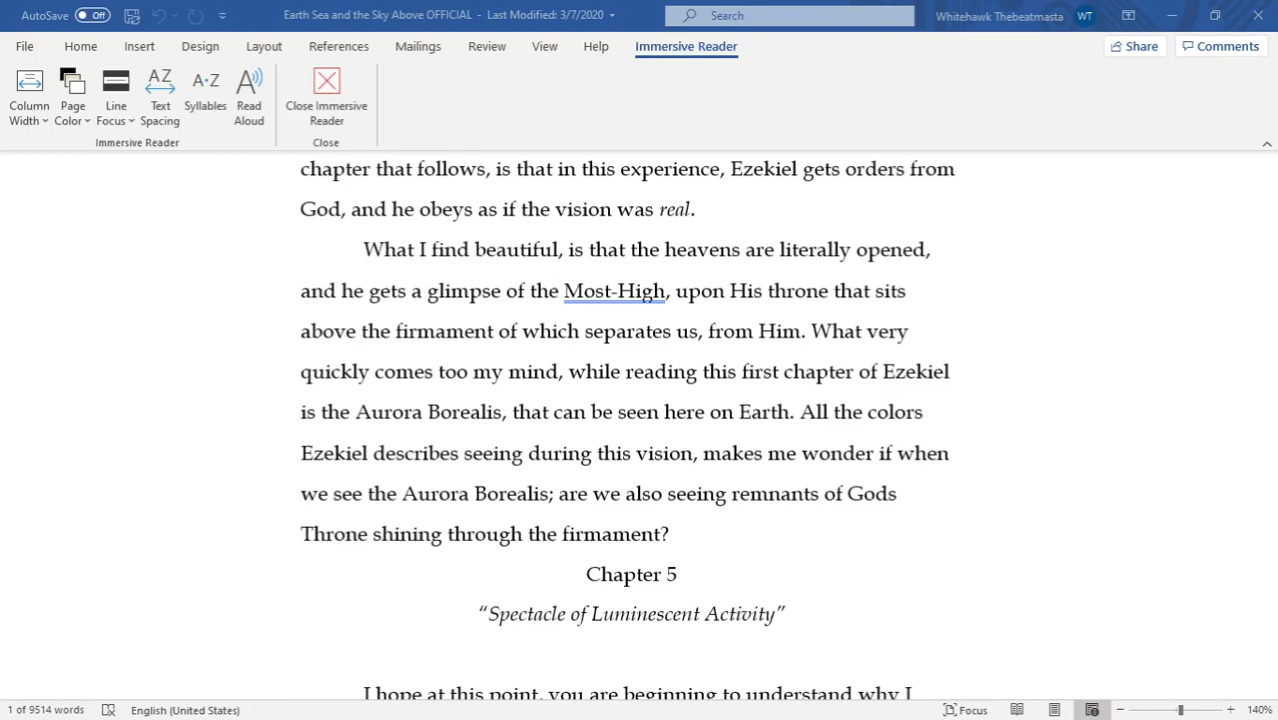 AutoSave Off Earth Sea and the Sky Above OFFICIAL - Last Modified: 3/7/2020 Search Whitehawk Thebeatmasta WT
File Home Insert Design Layout References Mailings Review View Help Immersive Reader Share Comments
Column Width Page Color Line Focus Text Spacing Syllables Read Aloud Close Immersive Reader
Immersive Reader Close
chapter that follows, is that in this experience, Ezekiel gets orders from
God, and he obeys as if the vision was real.
What I find beautiful, is that the heavens are literally opened,
and he gets a glimpse of the Most-High, upon His throne that sits
above the firmament of which separates us, from Him. What very
quickly comes too my mind, while reading this first chapter of Ezekiel
is the Aurora Borealis, that can be seen here on Earth. All the colors
Ezekiel describes seeing during this vision, makes me wonder if when
we see the Aurora Borealis; are we also seeing remnants of Gods
Throne shining through the firmament?
Chapter 5
“Spectacle of Luminescent Activity”
I hope at this point, you are beginning to understand why I
1 of 9514 words English (United States) Focus 140%